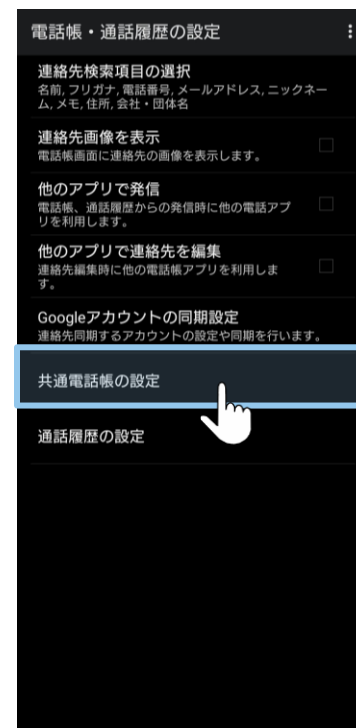 電話帳・通話履歴の設定
連絡先検索項目の選択
名前, フリガナ, 電話番号, メールアドレス, ニックネー
ム, メモ, 住所, 会社・団体名
連絡先画像を表示
電話帳画面に連絡先の画像を表示します。
他のアプリで発信
電話帳、通話履歴からの発信時に他の電話アプ
リを利用します。
他のアプリで連絡先を編集
連絡先編集時に他の電話帳アプリを利用しま
す。
Googleアカウントの同期設定
連絡先同期するアカウントの設定や同期を行います。
共通電話帳の設定
通話履歴の設定